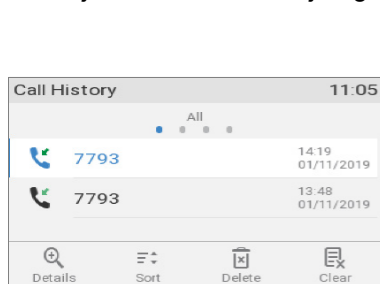 Call History 11:05
All
7793 14:19
01/11/2019
7793 13:48
01/11/2019
Details Sort Delete Clear